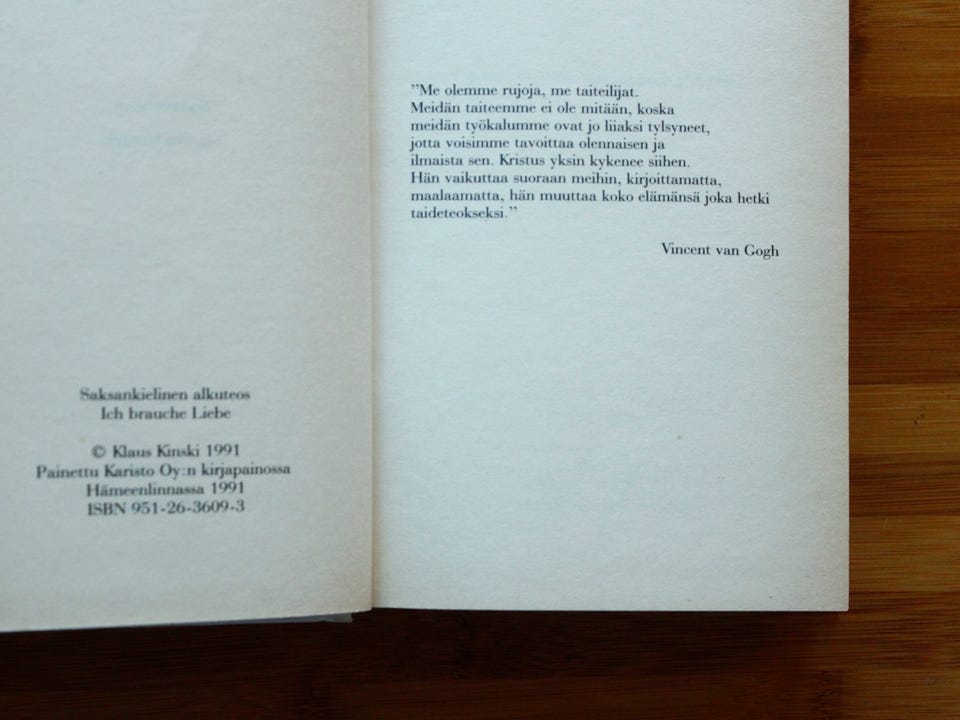 Saksankielinen alkuteos
Ich brauche Liebe
© Klaus Kinski 1991
Painettu Karisto Oy:n kirjapainossa
Hämeenlinnassa 1991
ISBN 951-26-3609-3
”Me olemme rujoja, me taiteilijat.
Meidän taiteemme ei ole mitään, koska
meidän työkalumme ovat jo liiaksi tylsyneet,
jotta voisimme tavoittaa olennaisen ja
ilmaista sen. Kristus yksin kykenee siihen.
Hän vaikuttaa suoraan meihin, kirjoittamatta,
maalaamatta, hän muuttaa koko elämänsä joka hetki
taideteokseksi.”
Vincent van Gogh